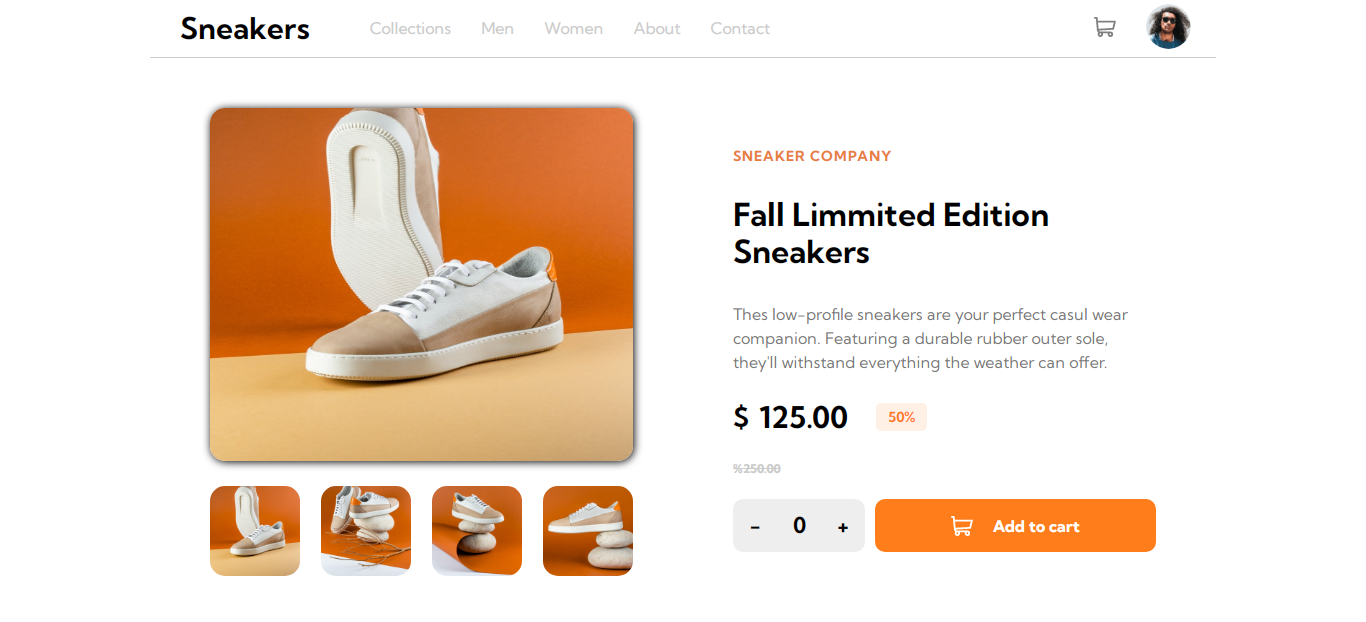 Sneakers
Collections Men Women About Contact
SNEAKER COMPANY
Fall Limmited Edition
Sneakers
Thes low-profile sneakers are your perfect casul wear
companion. Featuring a durable rubber outer sole,
they'll withstand everything the weather can offer.
$ 125.00 50%
%250.00
- 0 + Add to cart